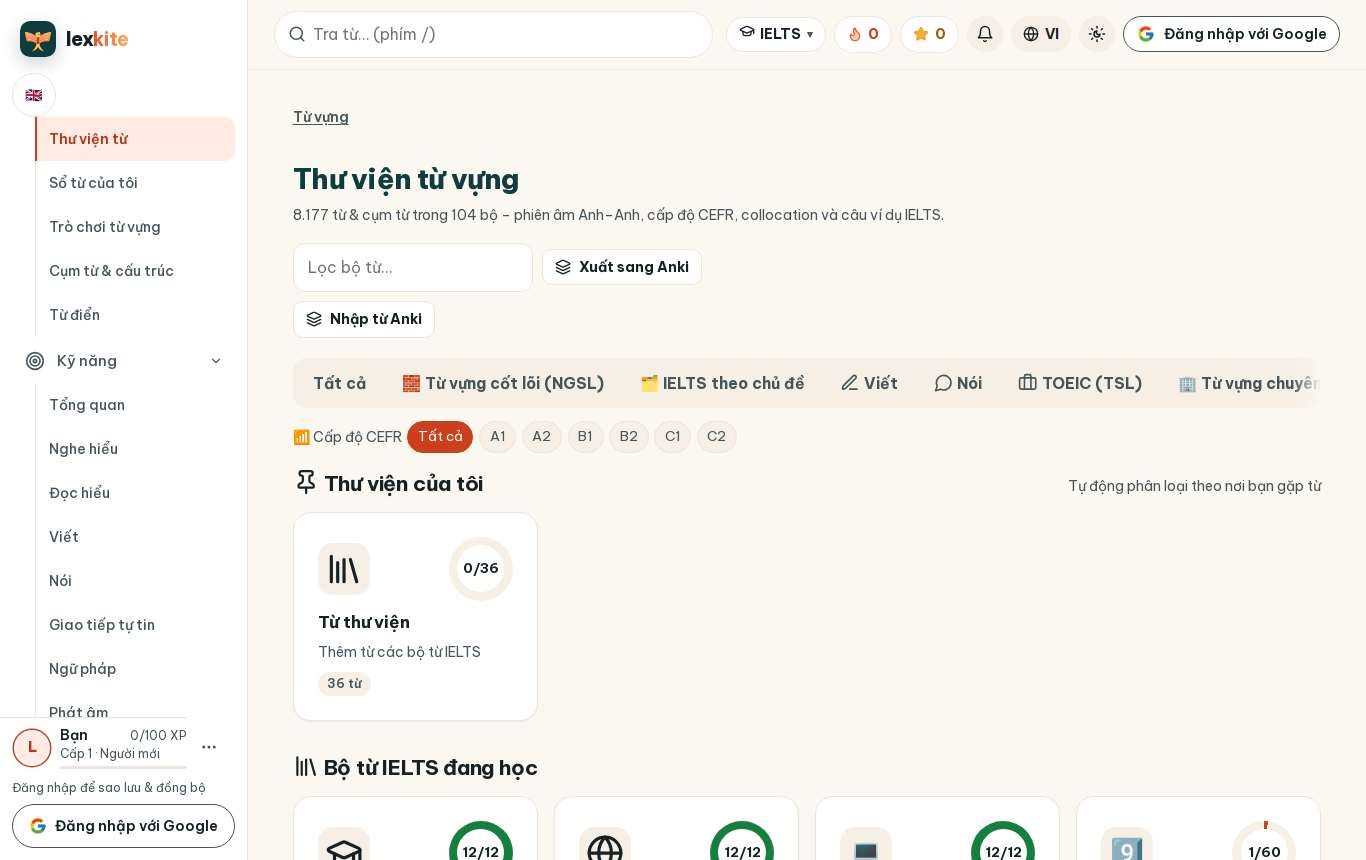 lexkite
Tra từ... (phím /)
IELTS ▾
0
0
VI
Đăng nhập với Google
Thư viện từ
Sổ từ của tôi
Trò chơi từ vựng
Cụm từ & cấu trúc
Từ điển
Kỹ năng
Tổng quan
Nghe hiểu
Đọc hiểu
Viết
Nói
Giao tiếp tự tin
Ngữ pháp
Phát âm
L
Bạn
0/100 XP
Cấp 1 · Người mới
Đăng nhập để sao lưu & đồng bộ
Đăng nhập với Google
Từ vựng
Thư viện từ vựng
8.177 từ & cụm từ trong 104 bộ – phiên âm Anh–Anh, cấp độ CEFR, collocation và câu ví dụ IELTS.
Lọc bộ từ...
Xuất sang Anki
Nhập từ Anki
Tất cả
Từ vựng cốt lõi (NGSL)
IELTS theo chủ đề
Viết
Nói
TOEIC (TSL)
Từ vựng chuyên
Cấp độ CEFR
Tất cả
A1
A2
B1
B2
C1
C2
Thư viện của tôi
Tự động phân loại theo nơi bạn gặp từ
0/36
Từ thư viện
Thêm từ các bộ từ IELTS
36 từ
Bộ từ IELTS đang học
12/12
12/12
12/12
9
1/60